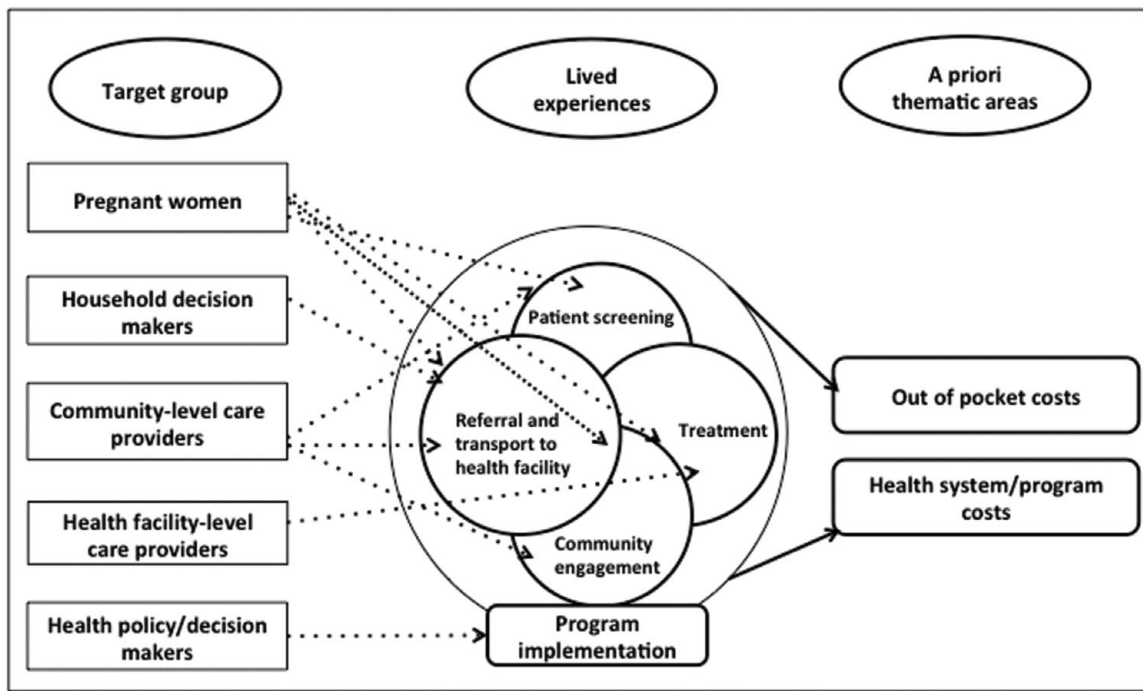 Target group
Lived
experiences
A priori
thematic areas
Pregnant women
Household decision
makers
Community-level care
providers
Health facility-level
care providers
Health policy/decision
makers
Patient screening
Referral and
transport to
health facility
Treatment
Community
engagement
Program
implementation
Out of pocket costs
Health system/program
costs